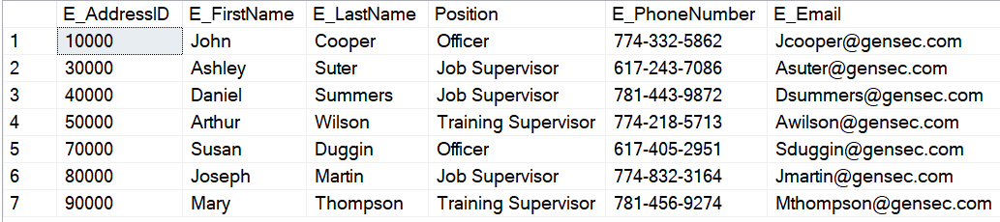 E_AddressID E_FirstName E_LastName Position E_PhoneNumber E_Email
1 10000 John Cooper Officer 774-332-5862 Jcooper@gensec.com
2 30000 Ashley Suter Job Supervisor 617-243-7086 Asuter@gensec.com
3 40000 Daniel Summers Job Supervisor 781-443-9872 Dsummers@gensec.com
4 50000 Arthur Wilson Training Supervisor 774-218-5713 Awilson@gensec.com
5 70000 Susan Duggin Officer 617-405-2951 Sduggin@gensec.com
6 80000 Joseph Martin Job Supervisor 774-832-3164 Jmartin@gensec.com
7 90000 Mary Thompson Training Supervisor 781-456-9274 Mthompson@gensec.com